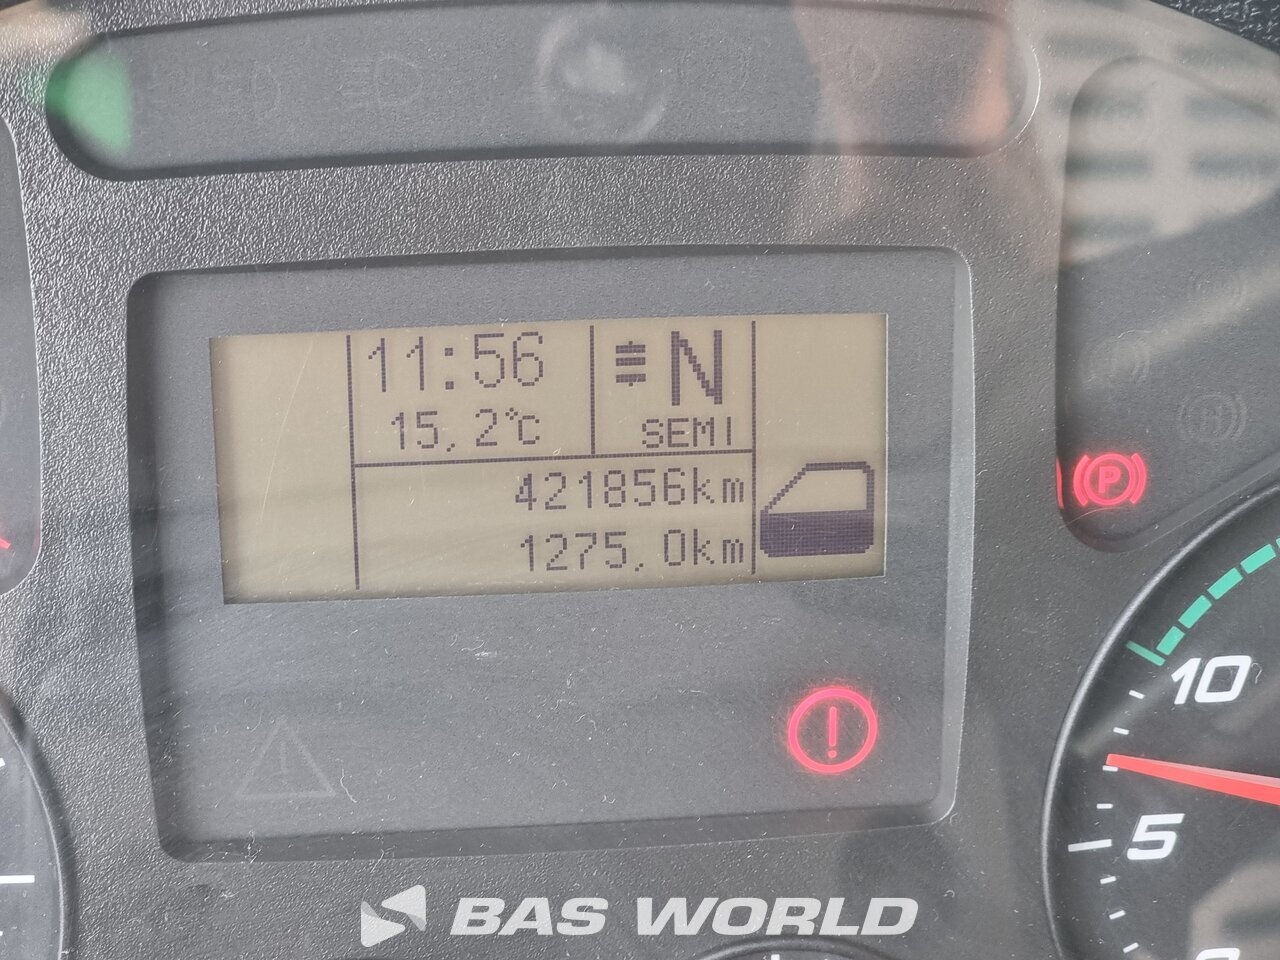 11:56
N
15,2°C
SEMI
421856km
1275,0km
P
10
5
BAS WORLD